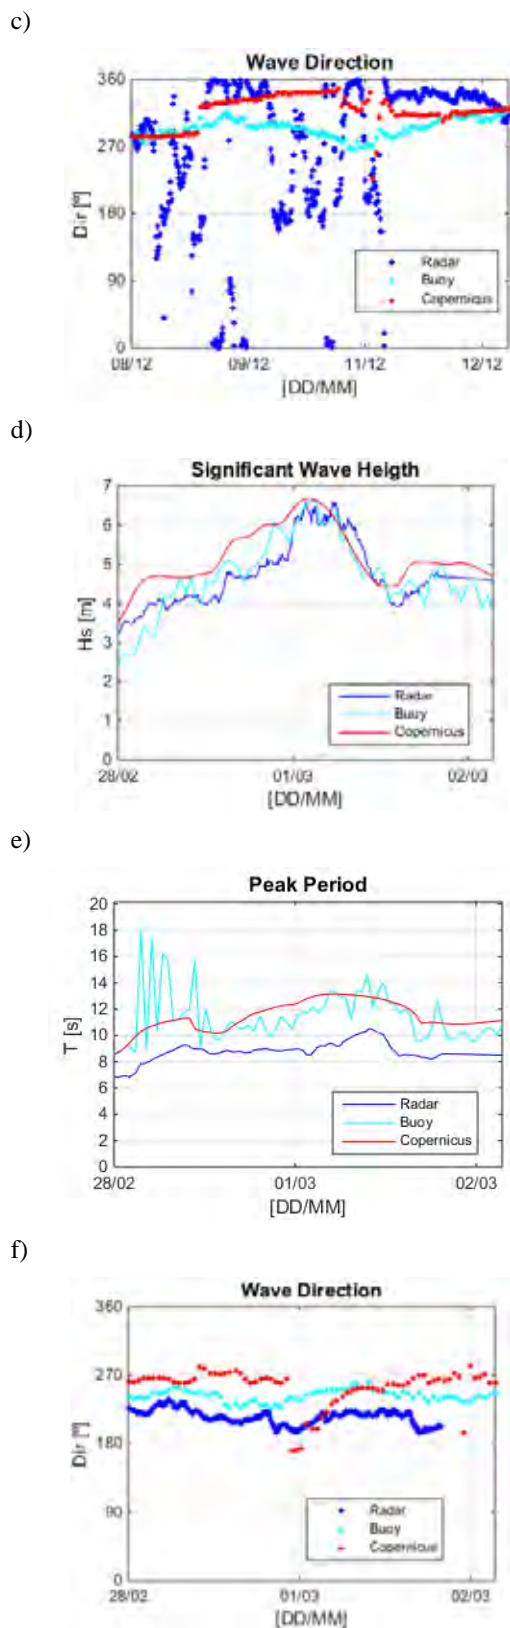 c)
Wave Direction
360
270
180
90
0
Dir [º]
Radar
Buoy
Copernicus
08/12
09/12
11/12
12/12
[DD/MM]
d)
Significant Wave Heigth
7
6
5
4
3
2
1
0
Hs [m]
Radar
Buoy
Copernicus
28/02
01/03
02/03
[DD/MM]
e)
Peak Period
20
18
16
14
12
10
8
6
4
2
0
T [s]
Radar
Buoy
Copernicus
28/02
01/03
02/03
[DD/MM]
f)
Wave Direction
360
270
180
90
0
Dir [º]
Radar
Buoy
Copernicus
28/02
01/03
02/03
[DD/MM]